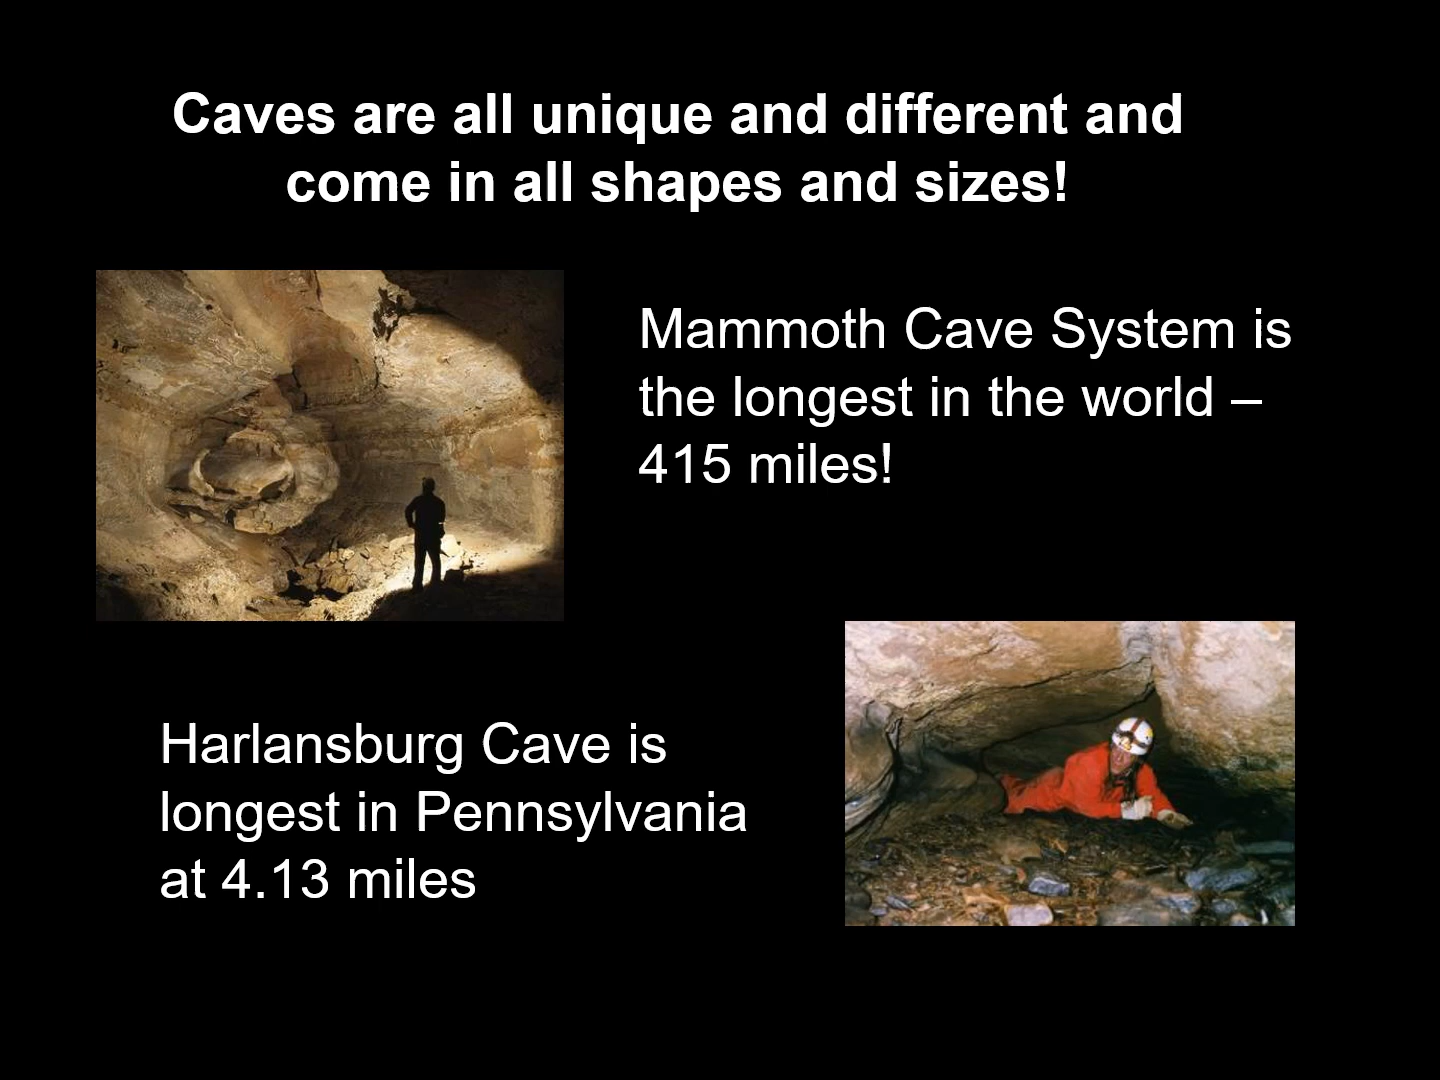 Caves are all unique and different and
come in all shapes and sizes!
Mammoth Cave System is
the longest in the world –
415 miles!
Harlansburg Cave is
longest in Pennsylvania
at 4.13 miles